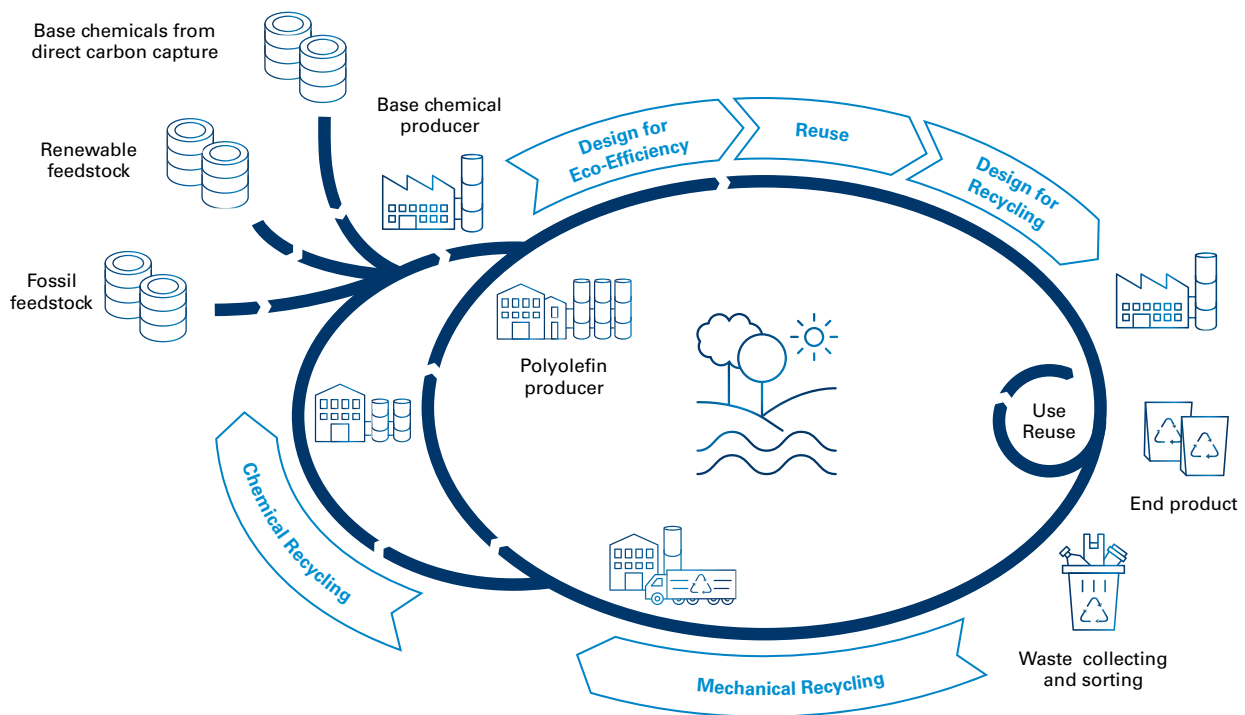 Base chemicals from
direct carbon capture
Base chemical
producer
Renewable
feedstock
Fossil
feedstock
Design for
Eco-Efficiency
Reuse
Design for
Recycling
Polyolefin
producer
Use
Reuse
End product
Chemical Recycling
Waste collecting
and sorting
Mechanical Recycling